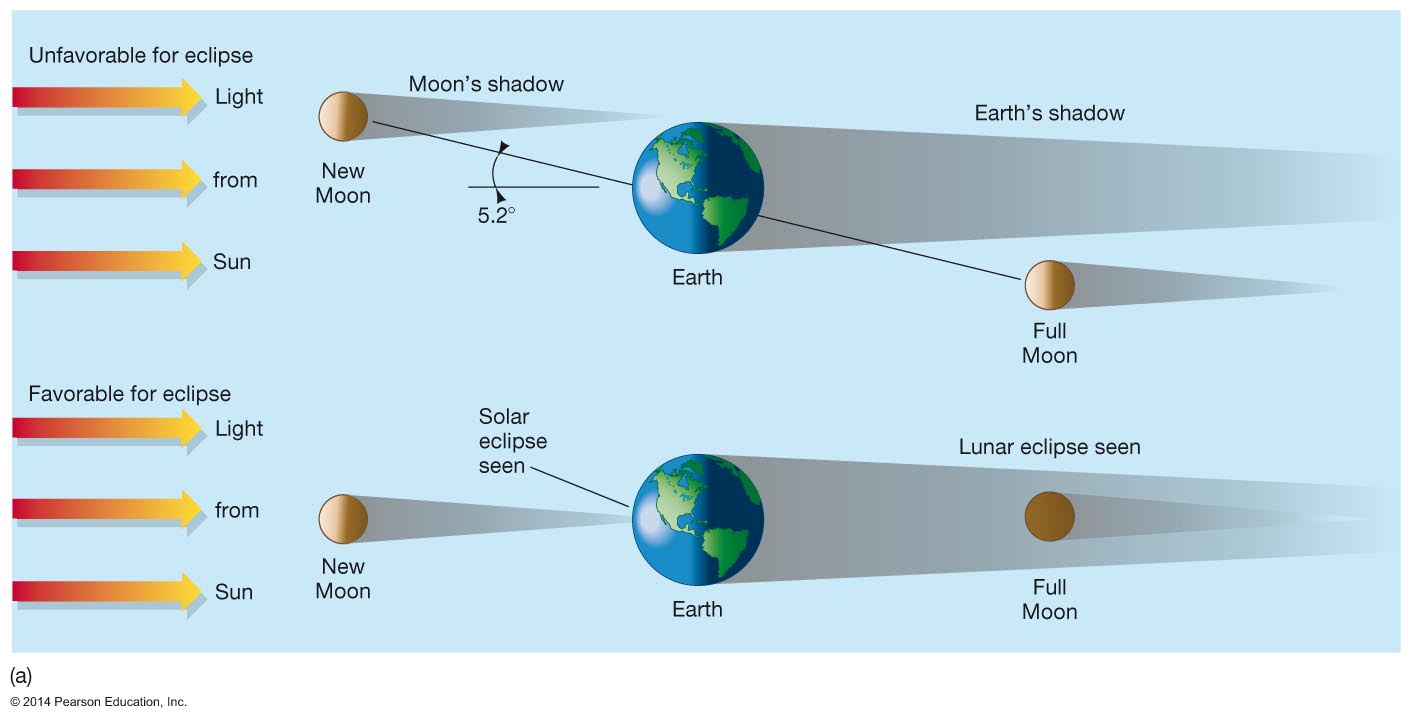 Unfavorable for eclipse
Light
from
Sun
Moon’s shadow
New
Moon
5.2°
Earth
Earth’s shadow
Full
Moon
Favorable for eclipse
Light
from
Sun
Solar
eclipse
seen
New
Moon
Earth
Lunar eclipse seen
Full
Moon
(a)
© 2014 Pearson Education, Inc.